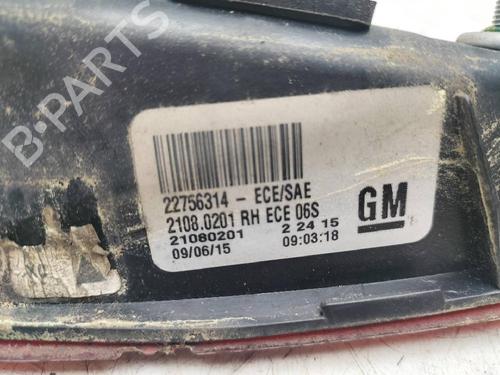 B-PARTS
22756314 - ECE/SAE
2108.0201 RH ECE 06S
21080201 2 24 15
09/06/15 09:03:18
GM